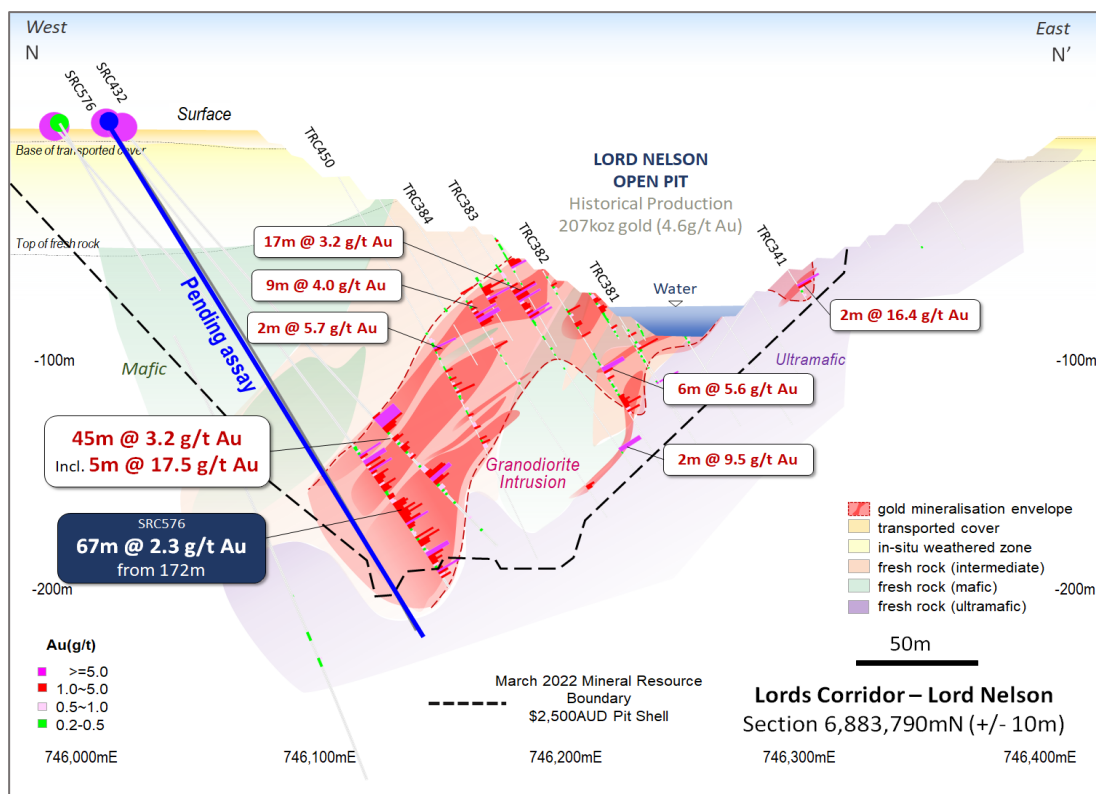 West
N
East
N'
SRC576
SRC432
Surface
Base of transported cover
TRC450
TRC384
TRC383
TRC382
TRC381
TRC341
LORD NELSON
OPEN PIT
Historical Production
207koz gold (4.6g/t Au)
Top of fresh rock
17m @ 3.2 g/t Au
9m @ 4.0 g/t Au
2m @ 5.7 g/t Au
Water
2m @ 16.4 g/t Au
Pending assay
-100m
-100m
Mafic
Ultramafic
6m @ 5.6 g/t Au
45m @ 3.2 g/t Au
Incl. 5m @ 17.5 g/t Au
2m @ 9.5 g/t Au
Granodiorite
Intrusion
SRC576
67m @ 2.3 g/t Au
from 172m
gold mineralisation envelope
transported cover
in-situ weathered zone
fresh rock (intermediate)
fresh rock (mafic)
fresh rock (ultramafic)
-200m
-200m
50m
Au(g/t)
>=5.0
1.0~5.0
0.5~1.0
0.2-0.5
March 2022 Mineral Resource
Boundary
$2,500AUD Pit Shell
Lords Corridor – Lord Nelson
Section 6,883,790mN (+/- 10m)
746,000mE
746,100mE
746,200mE
746,300mE
746,400mE